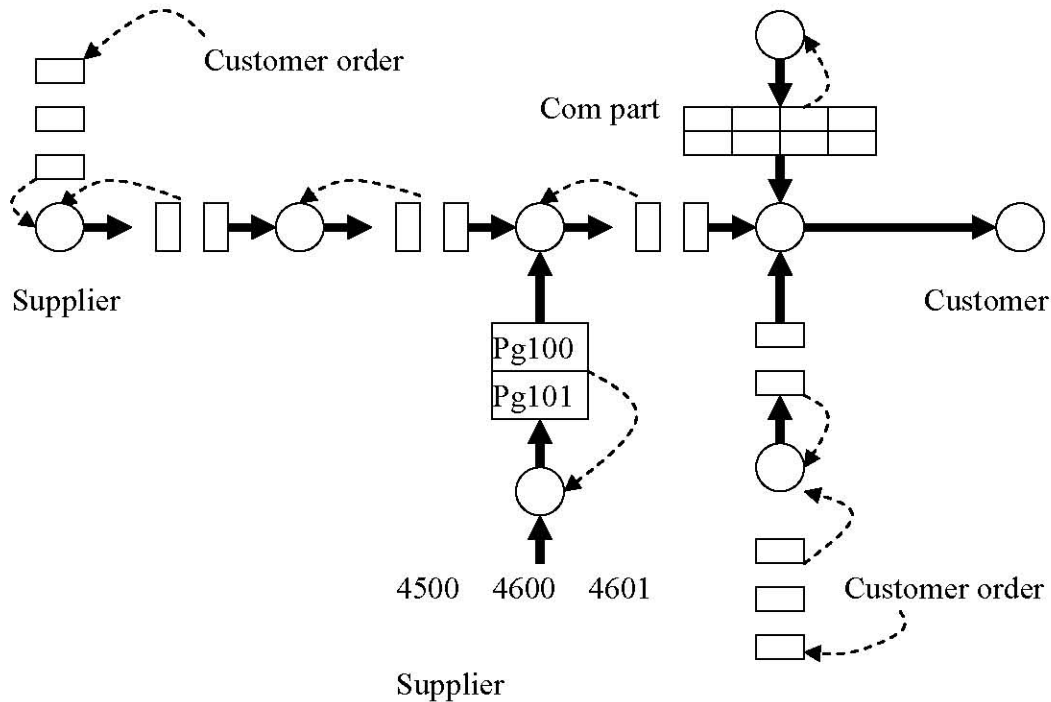 Customer order
Com part
Supplier
Customer
Pg100
Pg101
4500 4600 4601
Customer order
Supplier